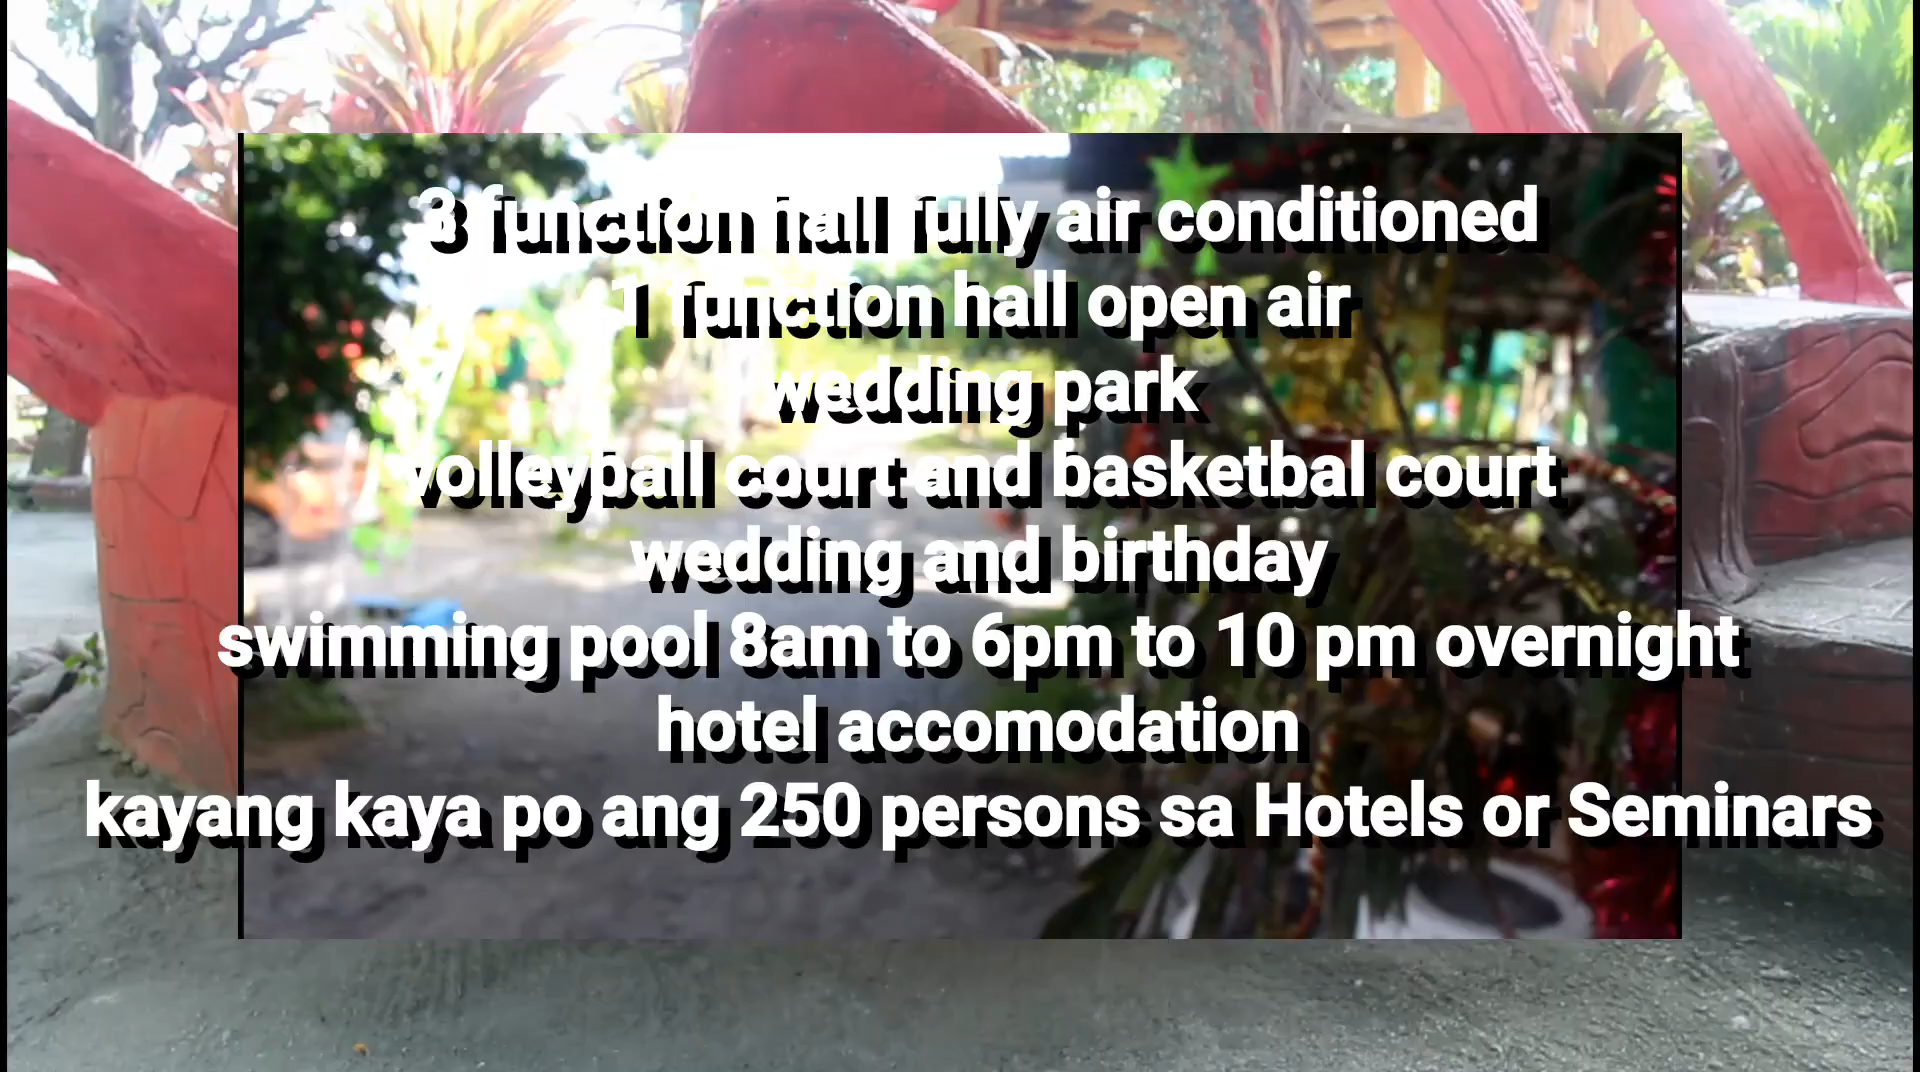 3 function hall fully air conditioned
1 function hall open air
wedding park
volleyball court and basketbal court
wedding and birthday
swimming pool 8am to 6pm to 10 pm overnight
hotel accomodation
kayang kaya po ang 250 persons sa Hotels or Seminars